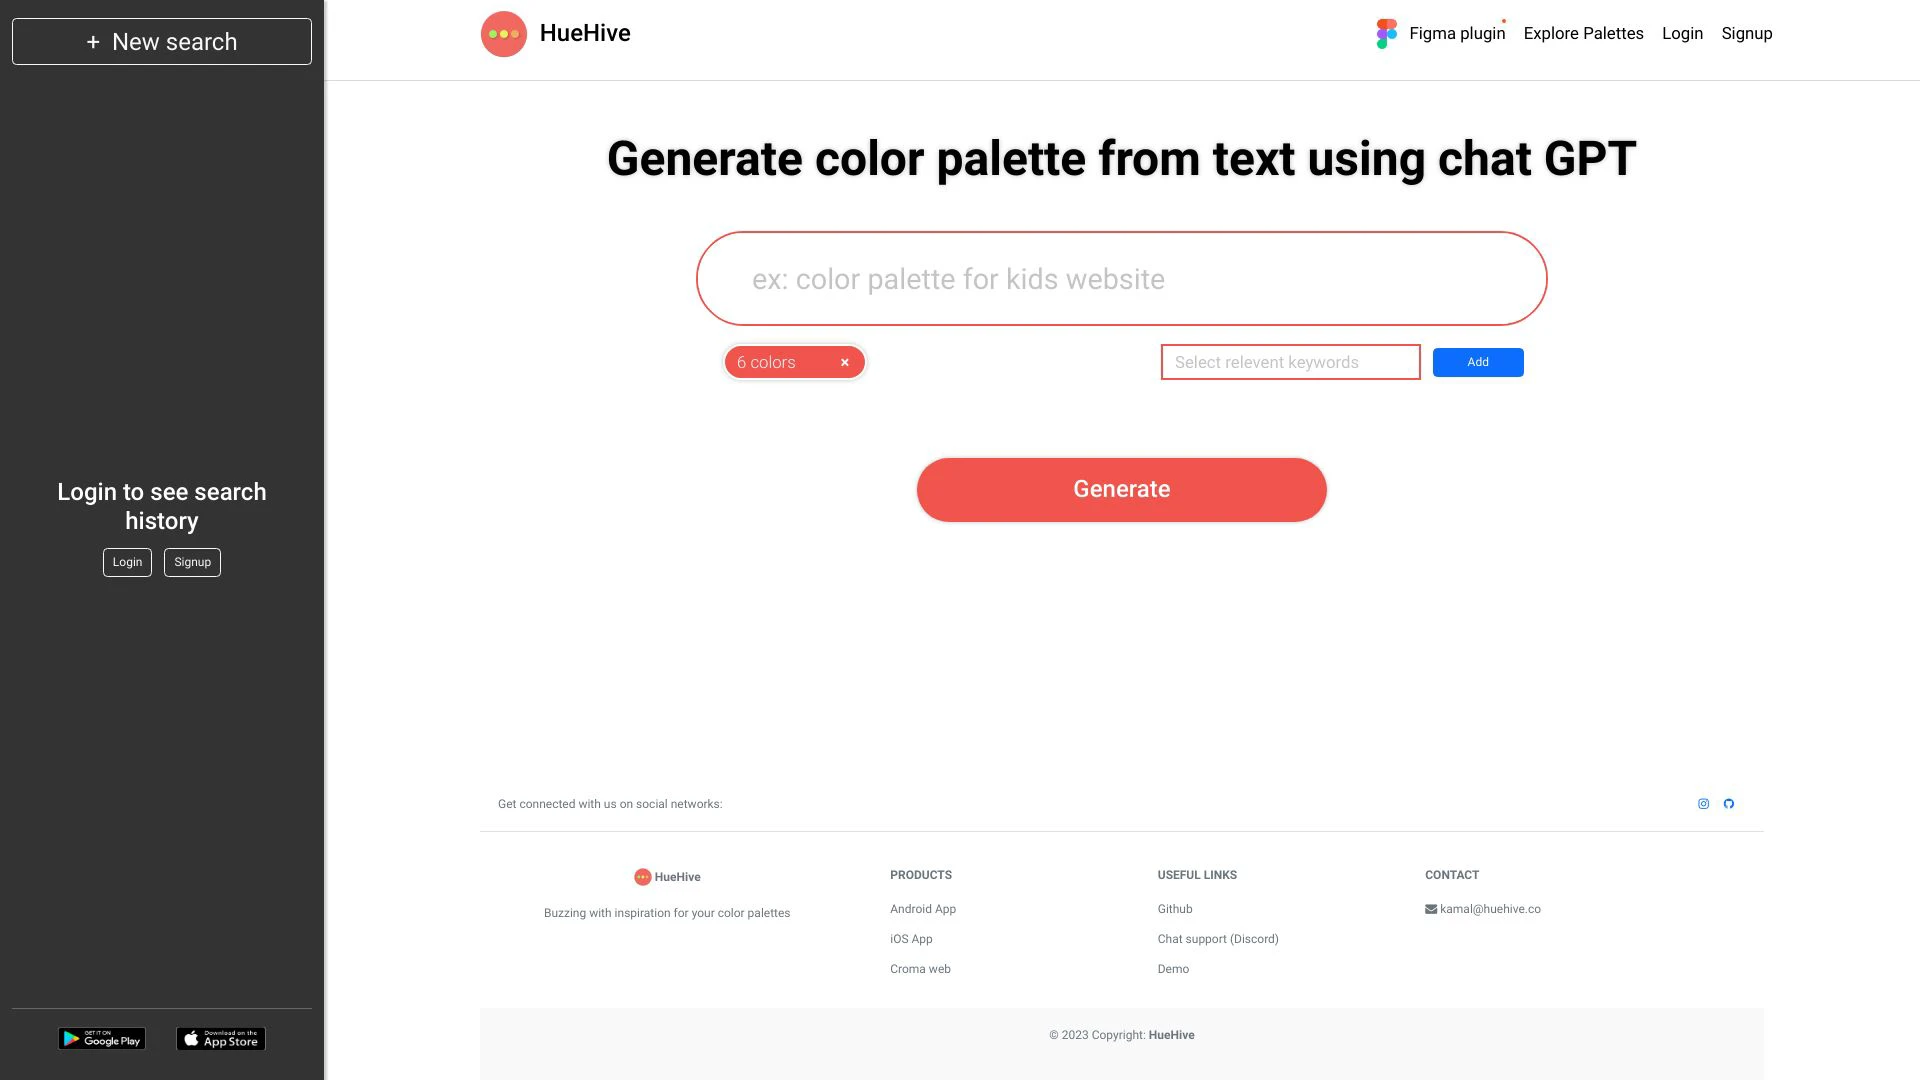 + New search
Login to see search
history
Login
Signup
GET IT ON
Google Play
Download on the
App Store
HueHive
Figma plugin
Explore Palettes
Login
Signup
Generate color palette from text using chat GPT
ex: color palette for kids website
6 colors ×
Select relevent keywords
Add
Generate
Get connected with us on social networks:
HueHive
Buzzing with inspiration for your color palettes
PRODUCTS
Android App
iOS App
Croma web
USEFUL LINKS
Github
Chat support (Discord)
Demo
CONTACT
kamal@huehive.co
© 2023 Copyright: HueHive